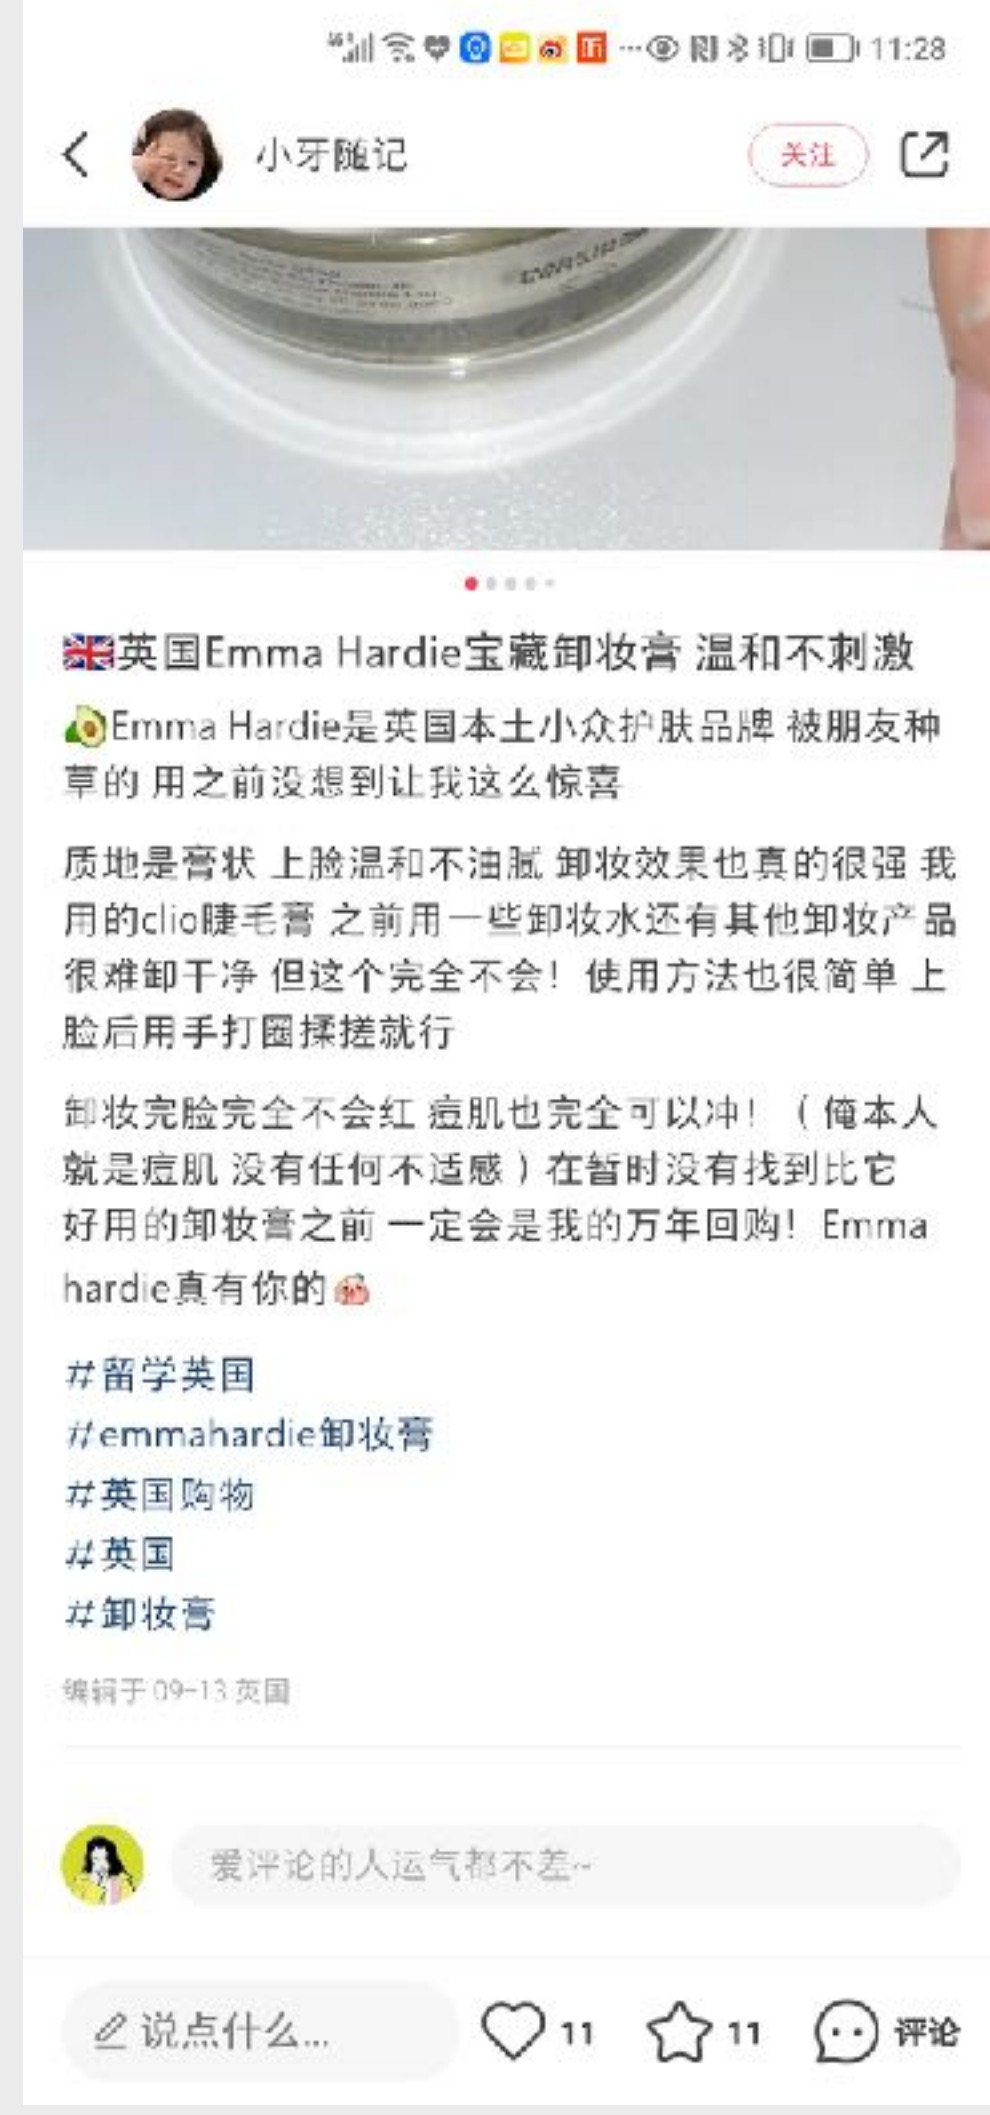 11:28
小牙随记
关注
🇬🇧英国Emma Hardie宝藏卸妆膏 温和不刺激
🥑Emma Hardie是英国本土小众护肤品牌 被朋友种
草的 用之前没想到让我这么惊喜
质地是膏状 上脸温和不油腻 卸妆效果也真的很强 我
用的clio睫毛膏 之前用一些卸妆水还有其他卸妆产品
很难卸干净 但这个完全不会！使用方法也很简单 上
脸后用手打圈揉搓就行
卸妆完脸完全不会红 痘肌也完全可以冲！（俺本人
就是痘肌 没有任何不适感）在暂时没有找到比它
好用的卸妆膏之前 一定会是我的万年回购！Emma
hardie真有你的
#留学英国
#emmahardie卸妆膏
#英国购物
#英国
#卸妆膏
编辑于 09-13 英国
爱评论的人运气都不差~
说点什么...
11
11
评论